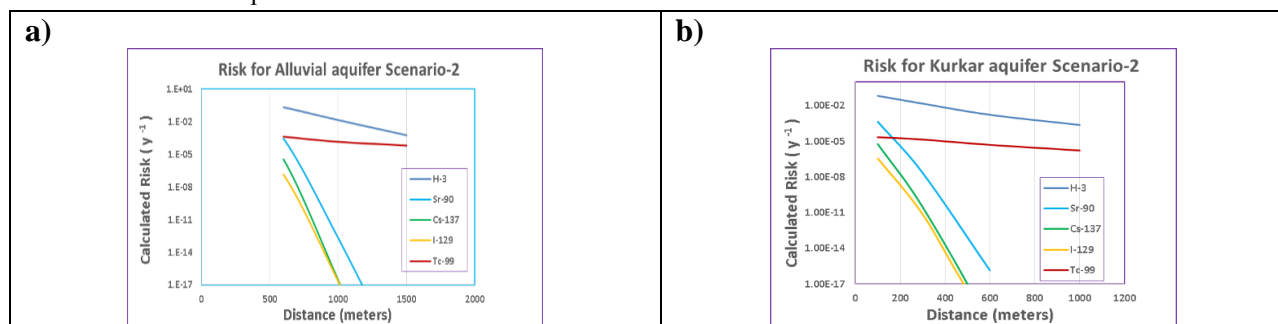 a)
Risk for Alluvial aquifer Scenario-2
Calculated Risk ( y -1 )
1.E+01
1.E-02
1.E-05
1.E-08
1.E-11
1.E-14
1.E-17
0
500
1000
1500
2000
Distance (meters)
H-3
Sr-90
Cs-137
I-129
Tc-99
b)
Risk for Kurkar aquifer Scenario-2
Calculated Risk ( y -1 )
1.00E-02
1.00E-05
1.00E-08
1.00E-11
1.00E-14
1.00E-17
0
200
400
600
800
1000
1200
Distance (meters)
H-3
Sr-90
Cs-137
I-129
Tc-99